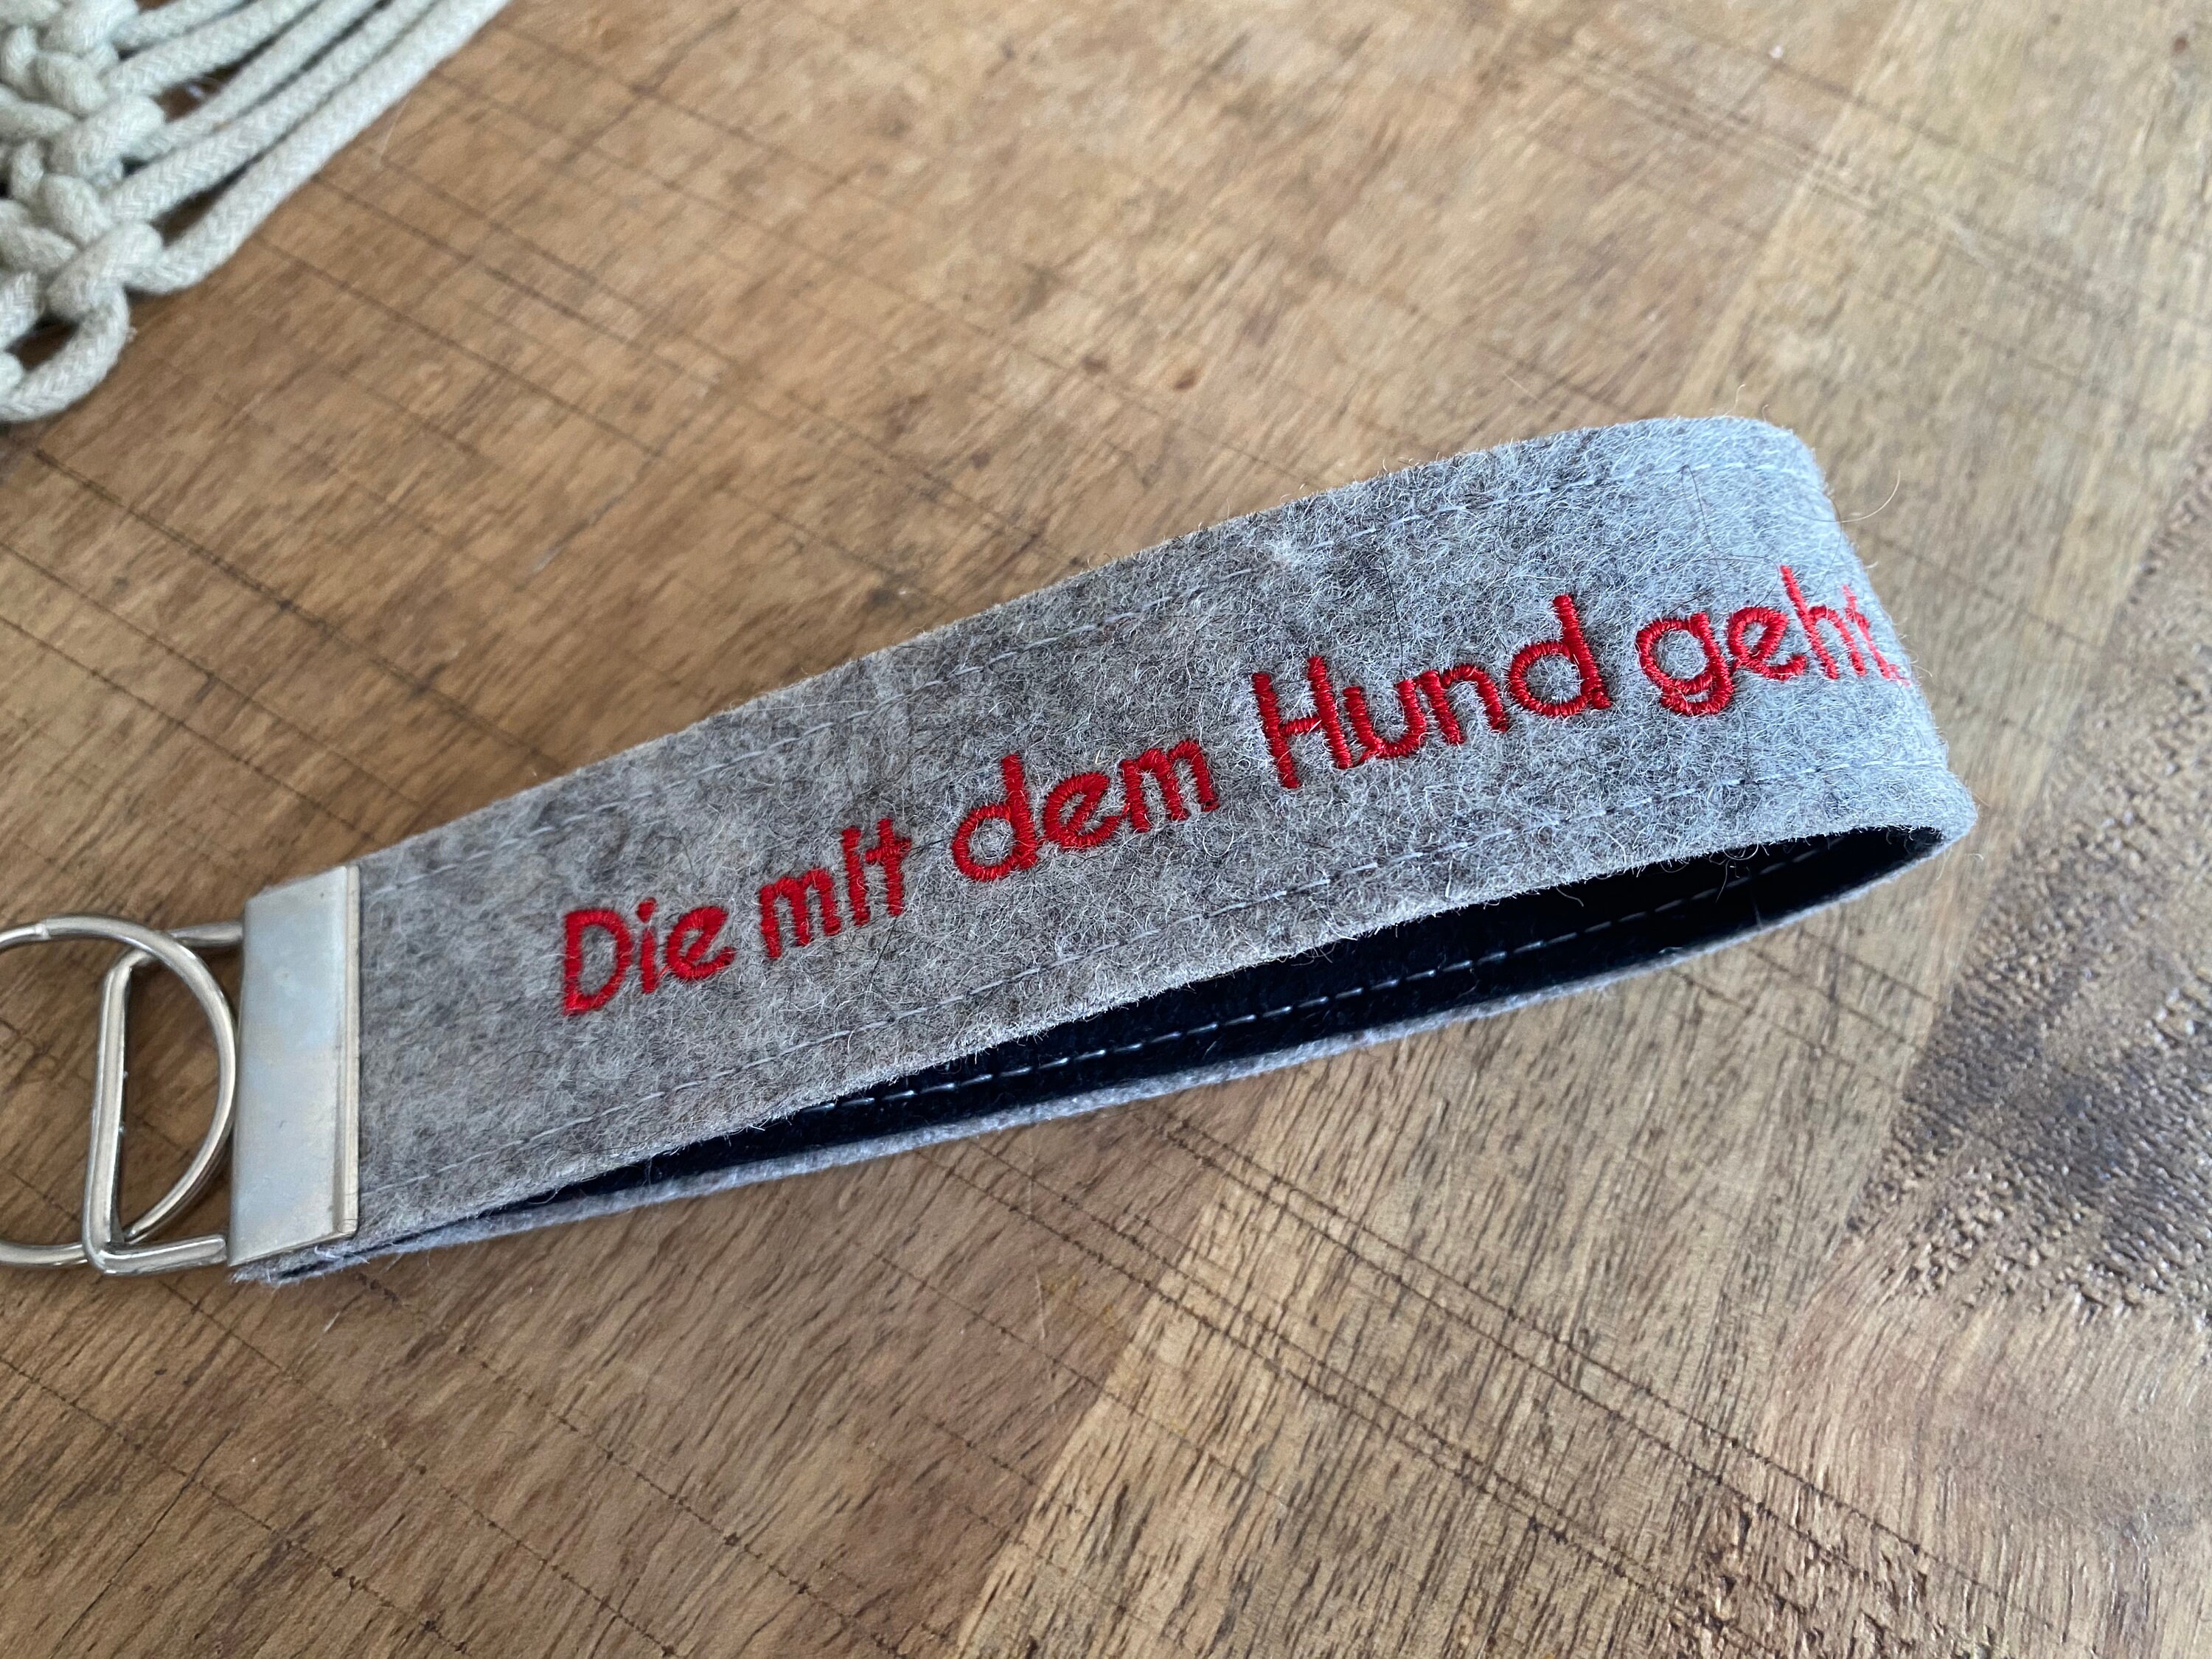 Die mit dem Hund geht.